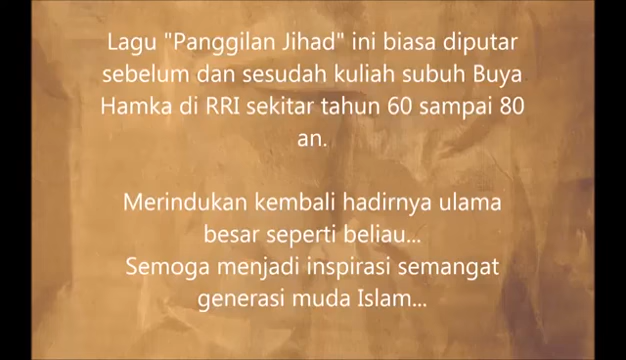 Lagu "Panggilan Jihad" ini biasa diputar
sebelum dan sesudah kuliah subuh Buya
Hamka di RRI sekitar tahun 60 sampai 80
an.
Merindukan kembali hadirnya ulama
besar seperti beliau...
Semoga menjadi inspirasi semangat
generasi muda Islam...